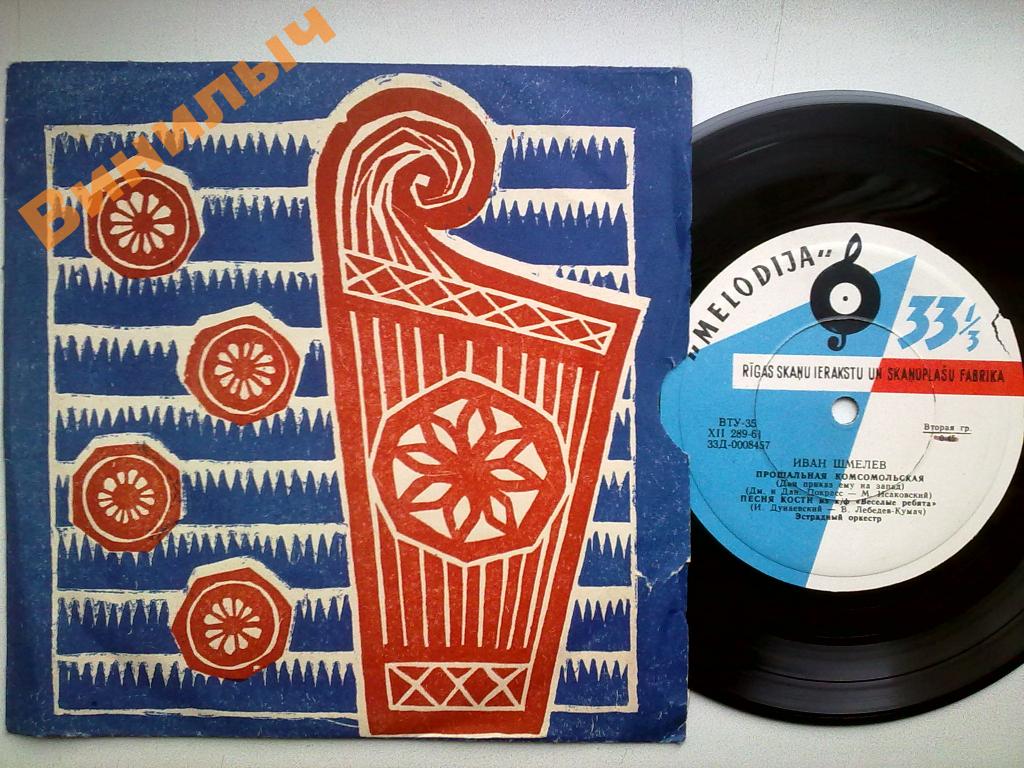 Винилыч
"MELODIJA"
33 1/3
RĪGAS SKAŅU IERAKSTU UN SKAŅUPLAŠU FABRIKA
ВТУ-35
XII 289-61
33Д-0008457
Вторая гр.
ИВАН ШМЕЛЕВ
ПРОЩАЛЬНАЯ КОМСОМОЛЬСКАЯ
(Дан приказ ему на запад)
(Дм. и Дан. Покрасс — М. Исаковский)
ПЕСНЯ КОСТИ из к/ф «Веселые ребята»
(И. Дунаевский — В. Лебедев-Кумач)
Эстрадный оркестр